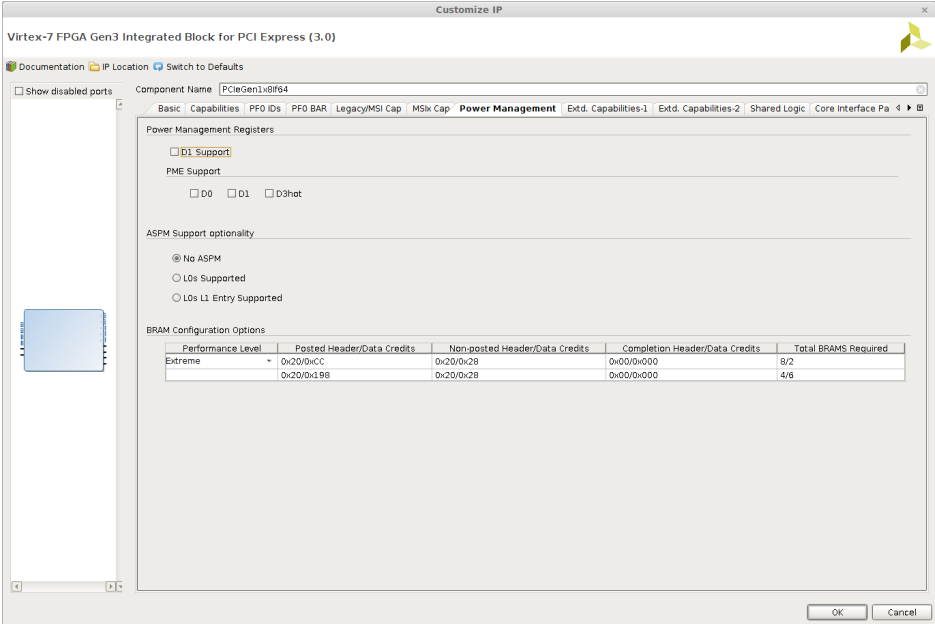 Customize IP
Virtex-7 FPGA Gen3 Integrated Block for PCI Express (3.0)
Documentation IP Location Switch to Defaults
Show disabled ports
Component Name PCIeGen1x8If64
Basic Capabilities PF0 IDs PF0 BAR Legacy/MSI Cap MSIx Cap Power Management Extd. Capabilities-1 Extd. Capabilities-2 Shared Logic Core Interface Pa
Power Management Registers
D1 Support
PME Support
D0 D1 D3hot
ASPM Support optionality
No ASPM
L0s Supported
L0s L1 Entry Supported
BRAM Configuration Options
Performance Level Posted Header/Data Credits Non-posted Header/Data Credits Completion Header/Data Credits Total BRAMS Required
Extreme 0x20/0xCC 0x20/0x28 0x00/0x000 8/2
0x20/0x198 0x20/0x28 0x00/0x000 4/6
OK Cancel